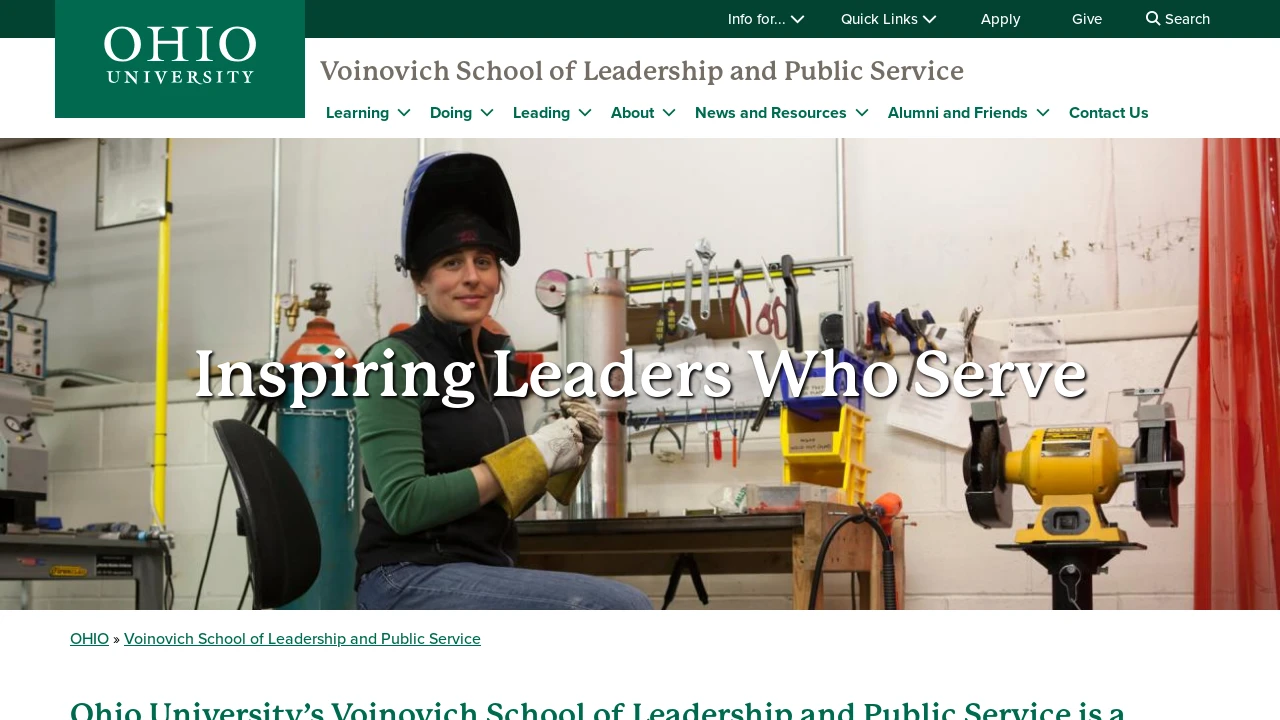 Info for...
Quick Links
Apply
Give
Search
OHIO
UNIVERSITY
Voinovich School of Leadership and Public Service
Learning
Doing
Leading
About
News and Resources
Alumni and Friends
Contact Us
Inspiring Leaders Who Serve
OHIO » Voinovich School of Leadership and Public Service
Ohio University's Voinovich School of Leadership and Public Service is a